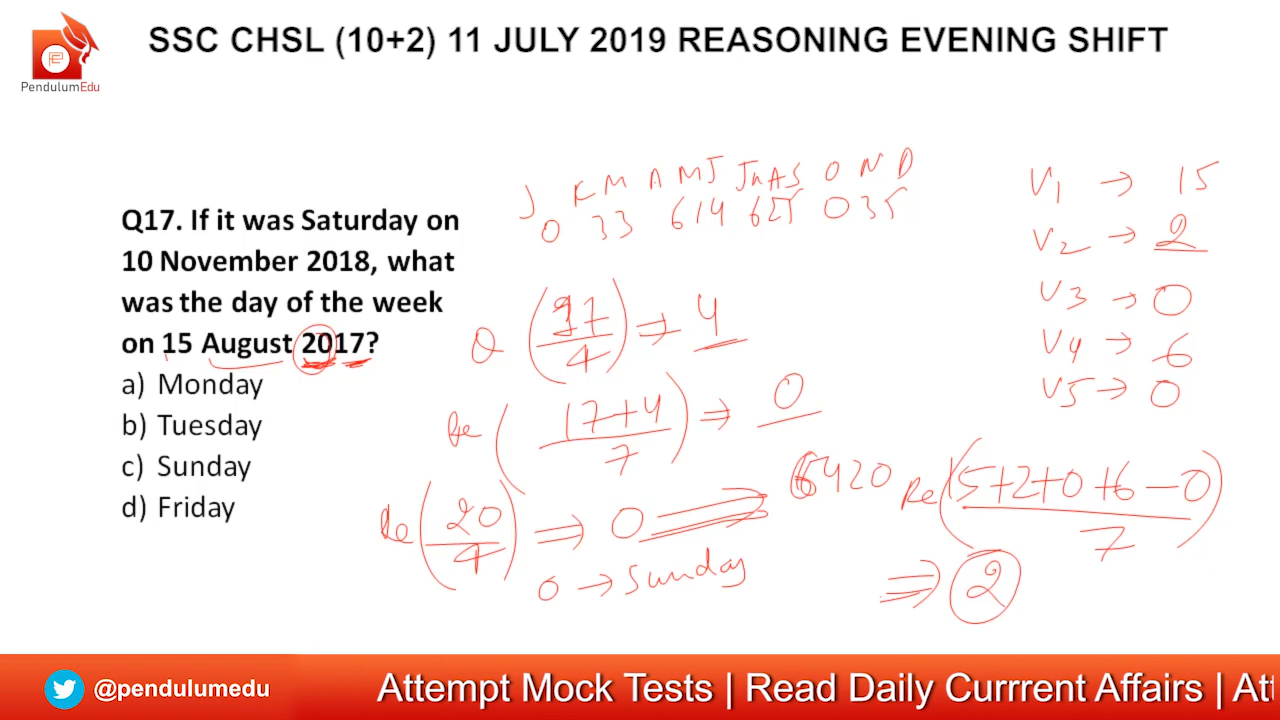 SSC CHSL (10+2) 11 JULY 2019 REASONING EVENING SHIFT
PE
PendulumEdu
Q17. If it was Saturday on
10 November 2018, what
was the day of the week
on 15 August 2017?
a) Monday
b) Tuesday
c) Sunday
d) Friday
J F M A M J Ju A S O N D
0 3 3 6 1 4 6 2 5 0 3 5
Q (17/4) ⇒ 4
Re (17+4/7) ⇒ 0
Re (20/4) ⇒ 0 ⇒ 6420
0 → Sunday
V1 → 15
V2 → 2
V3 → 0
V4 → 6
V5 → 0
Re (15+2+0+6-0/7)
⇒ 2
@pendulumedu
Attempt Mock Tests | Read Daily Currrent Affairs | At